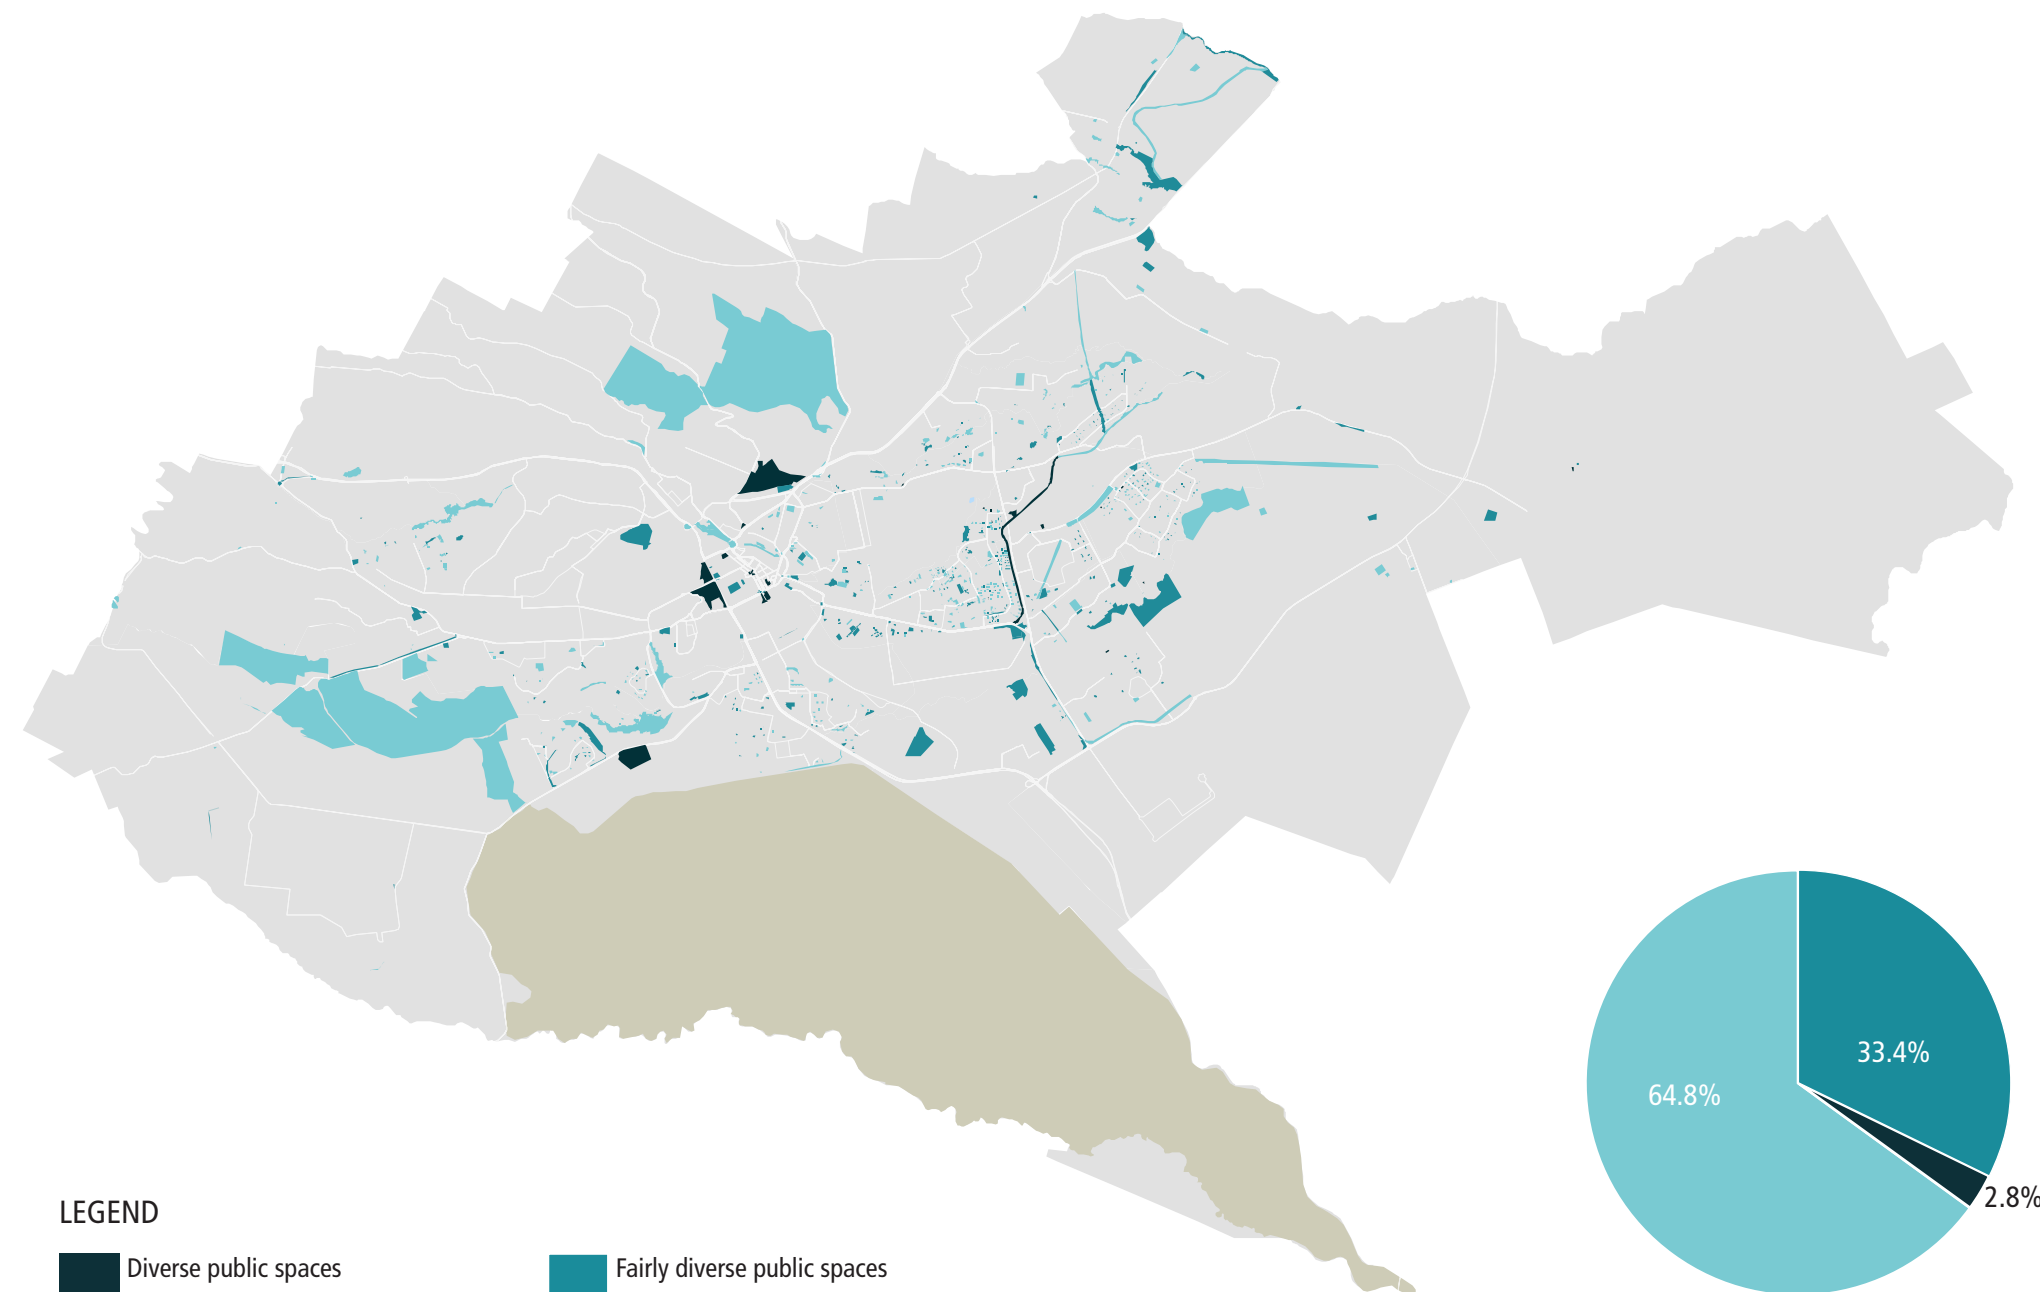 33.4%
64.8%
2.8%
LEGEND
Diverse public spaces
Fairly diverse public spaces